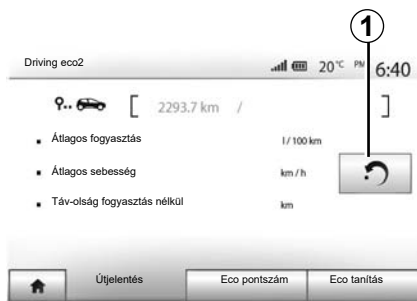 1
Driving eco2 20°C PM 6:40
[ 2293.7 km / ]
Átlagos fogyasztás l / 100 km
Átlagos sebesség km / h
Táv-olság fogyasztás nélkül km
Útjelentés Eco pontszám Eco tanítás